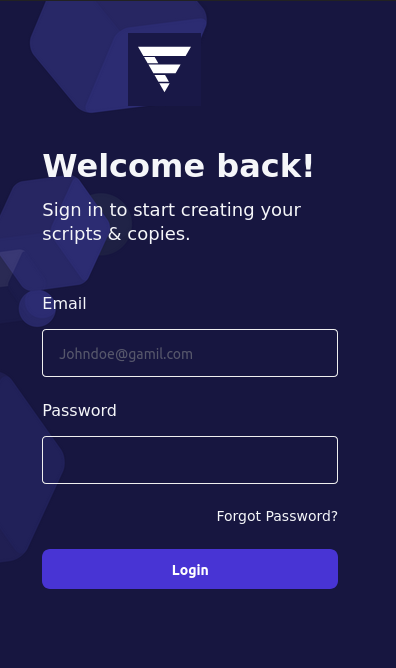 Welcome back!
Sign in to start creating your
scripts & copies.
Email
Johndoe@gamil.com
Password
Forgot Password?
Login